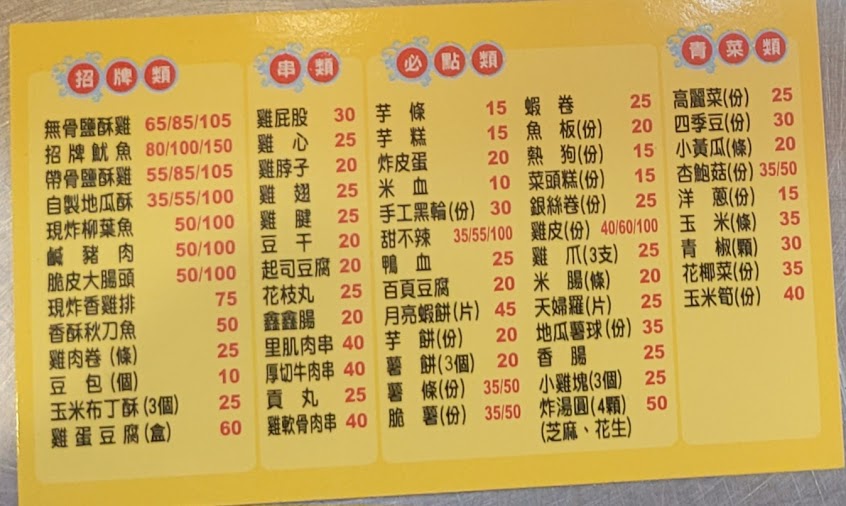 招牌類
無骨鹽酥雞 65/85/105
招牌魷魚 80/100/150
帶骨鹽酥雞 55/85/105
自製地瓜酥 35/55/100
現炸柳葉魚 50/100
鹹豬肉 50/100
脆皮大腸頭 50/100
現炸香雞排 75
香酥秋刀魚 50
雞肉卷(條) 25
豆包(個) 10
玉米布丁酥(3個) 25
雞蛋豆腐(盒) 60
串類
雞屁股 30
雞心 25
雞脖子 20
雞翅 25
雞腱 25
豆干 20
起司豆腐 20
花枝丸 25
鑫鑫腸 20
里肌肉串 40
厚切牛肉串 40
貢丸 25
雞軟骨肉串 40
必點類
芋條 15
芋糕 15
炸皮蛋 20
米血 10
手工黑輪(份) 30
甜不辣 35/55/100
鴨血 25
百頁豆腐 20
月亮蝦餅(片) 45
芋餅(份) 20
薯餅(3個) 20
薯條(份) 35/50
脆薯(份) 35/50
蝦卷 25
魚板(份) 20
熱狗(份) 15
菜頭糕(份) 15
銀絲卷(份) 25
雞皮(份) 40/60/100
雞爪(3支) 25
米腸(條) 20
天婦羅(片) 25
地瓜薯球(份) 35
香腸 25
小雞塊(3個) 25
炸湯圓(4顆) 50
(芝麻、花生)
青菜類
高麗菜(份) 25
四季豆(份) 30
小黃瓜(條) 20
杏鮑菇(份) 35/50
洋蔥(份) 15
玉米(條) 35
青椒(顆) 30
花椰菜(份) 35
玉米筍(份) 40